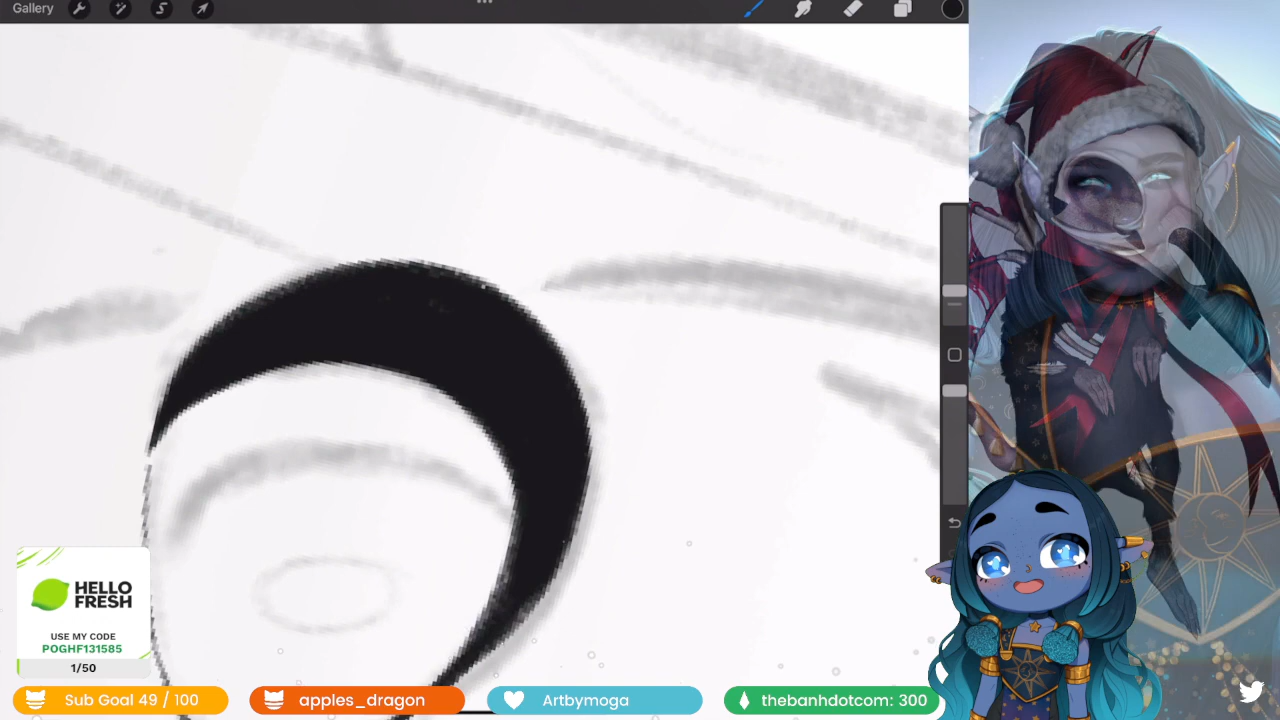 Gallery
HELLO
FRESH
USE MY CODE
POGHF131585
1/50
Sub Goal 49 / 100
apples_dragon
Artbymoga
thebanhdotcom: 300